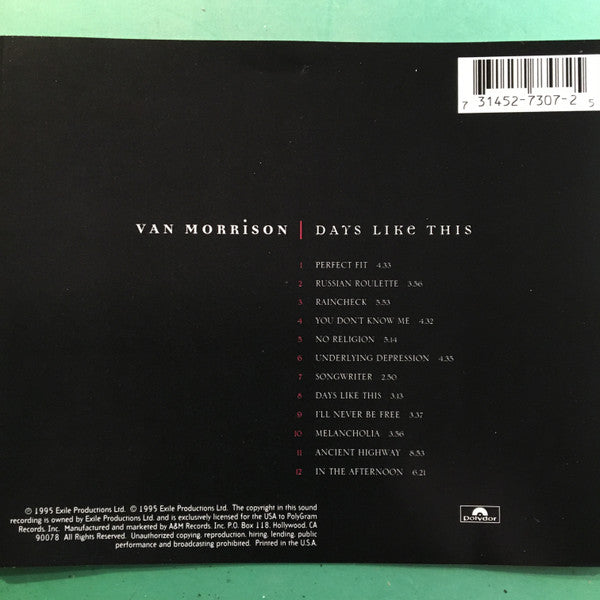 7 31452-7307-2 5
VAN MORRISON | DAYS LIKE THIS
1 PERFECT FIT 4.33
2 RUSSIAN ROULETTE 3.56
3 RAINCHECK 5.53
4 YOU DON'T KNOW ME 4.32
5 NO RELIGION 5.14
6 UNDERLYING DEPRESSION 4.35
7 SONGWRITER 2.50
8 DAYS LIKE THIS 3.13
9 I'LL NEVER BE FREE 3.37
10 MELANCHOLIA 3.56
11 ANCIENT HIGHWAY 8.53
12 IN THE AFTERNOON 6.21
℗ 1995 Exile Productions Ltd. © 1995 Exile Productions Ltd. The copyright in this sound
recording is owned by Exile Productions Ltd. and is exclusively licensed for the USA to PolyGram
Records, Inc. Manufactured and marketed by A&M Records, Inc. P.O. Box 118, Hollywood, CA
90078 All Rights Reserved. Unauthorized copying, reproduction, hiring, lending, public
performance and broadcasting prohibited. Printed in the U.S.A.
polydor